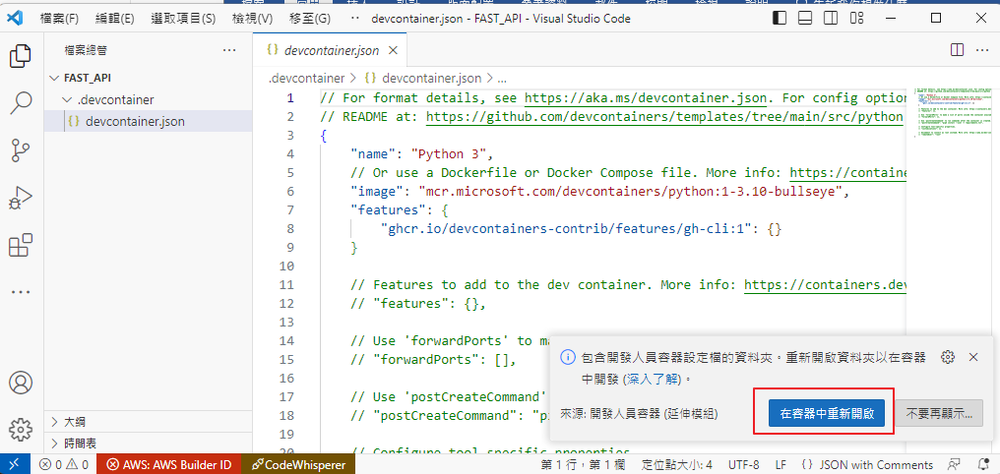 檔案(F) 編輯(E) 選取項目(S) 檢視(V) 移至(G) ··· devcontainer.json - FAST_API - Visual Studio Code
檔案總管 ···
devcontainer.json
FAST_API
.devcontainer > devcontainer.json > ...
.devcontainer
devcontainer.json
1 // For format details, see https://aka.ms/devcontainer.json. For config option
2 // README at: https://github.com/devcontainers/templates/tree/main/src/python
3 {
4 "name": "Python 3",
5 // Or use a Dockerfile or Docker Compose file. More info: https://containe
6 "image": "mcr.microsoft.com/devcontainers/python:1-3.10-bullseye",
7 "features": {
8 "ghcr.io/devcontainers-contrib/features/gh-cli:1": {}
9 }
10
11 // Features to add to the dev container. More info: https://containers.dev
12 // "features": {},
13
14 // Use 'forwardPorts' to ma
15 // "forwardPorts": [],
16
17 // Use 'postCreateCommand'
18 // "postCreateCommand": "pi
19
20 // Configure tool-specific properties
包含開發人員容器設定檔的資料夾。重新開啟資料夾以在容器
中開發 (深入了解)。
來源: 開發人員容器 (延伸模組)
在容器中重新開啟
不要再顯示...
大綱
時間表
0 0 AWS: AWS Builder ID CodeWhisperer 第 1 行，第 1 欄 定位點大小: 4 UTF-8 LF {} JSON with Comments